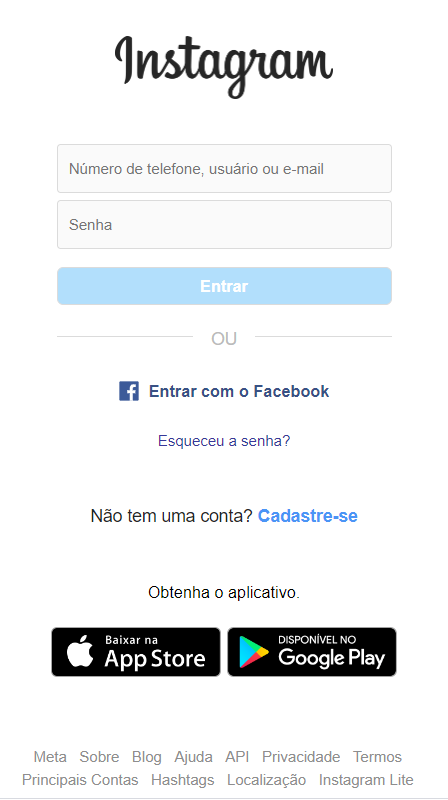 Instagram
Número de telefone, usuário ou e-mail
Senha
Entrar
OU
Entrar com o Facebook
Esqueceu a senha?
Não tem uma conta? Cadastre-se
Obtenha o aplicativo.
Baixar na
App Store
DISPONÍVEL NO
Google Play
Meta Sobre Blog Ajuda API Privacidade Termos
Principais Contas Hashtags Localização Instagram Lite